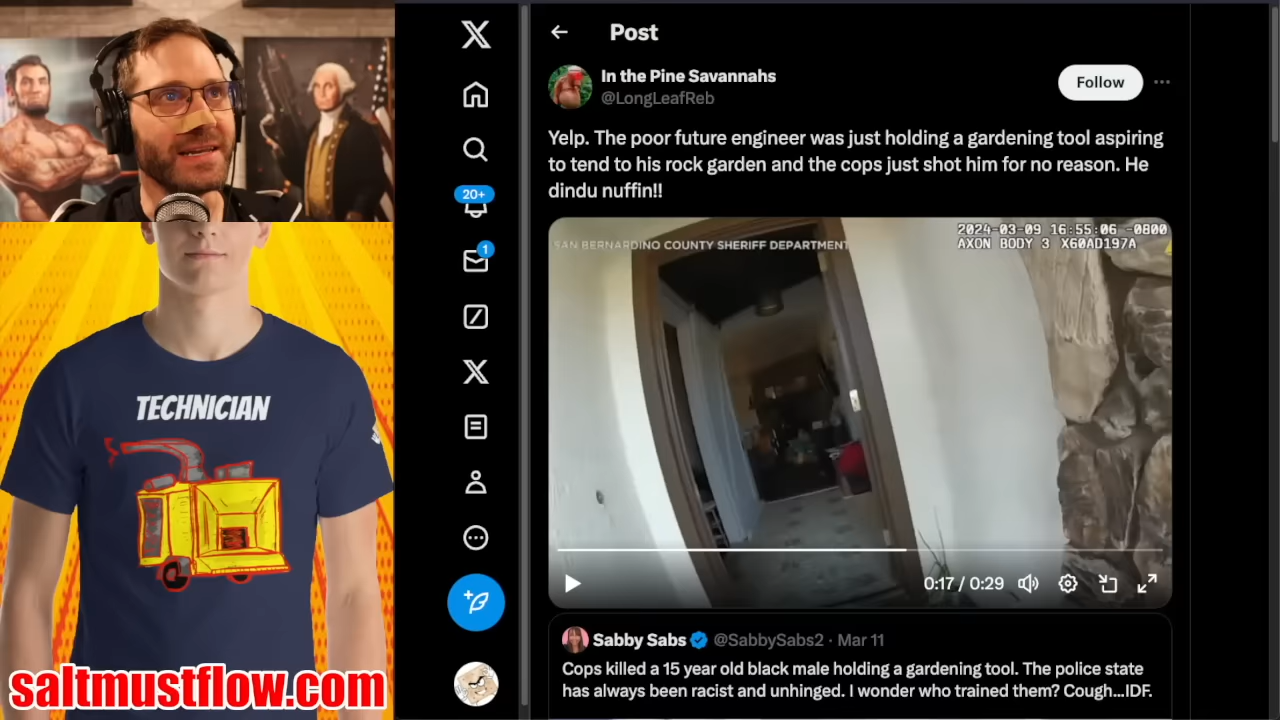 Post
In the Pine Savannahs
@LongLeafReb
Follow
Yelp. The poor future engineer was just holding a gardening tool aspiring
to tend to his rock garden and the cops just shot him for no reason. He
dindu nuffin!!
20+
1
SAN BERNARDINO COUNTY SHERIFF DEPARTMENT
2024-03-09 16:55:06 -0800
AXON BODY 3 X60AD197A
0:17 / 0:29
Sabby Sabs @SabbySabs2 · Mar 11
Cops killed a 15 year old black male holding a gardening tool. The police state
has always been racist and unhinged. I wonder who trained them? Cough...IDF.
TECHNICIAN
saltmustflow.com